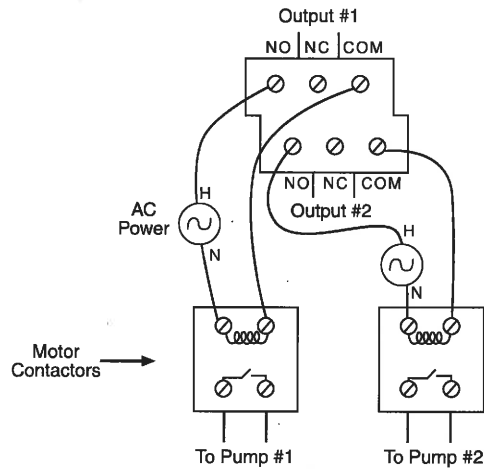 Output #1
NO NC COM
NO NC COM
Output #2
H
AC
Power
N
H
N
Motor
Contactors
To Pump #1
To Pump #2